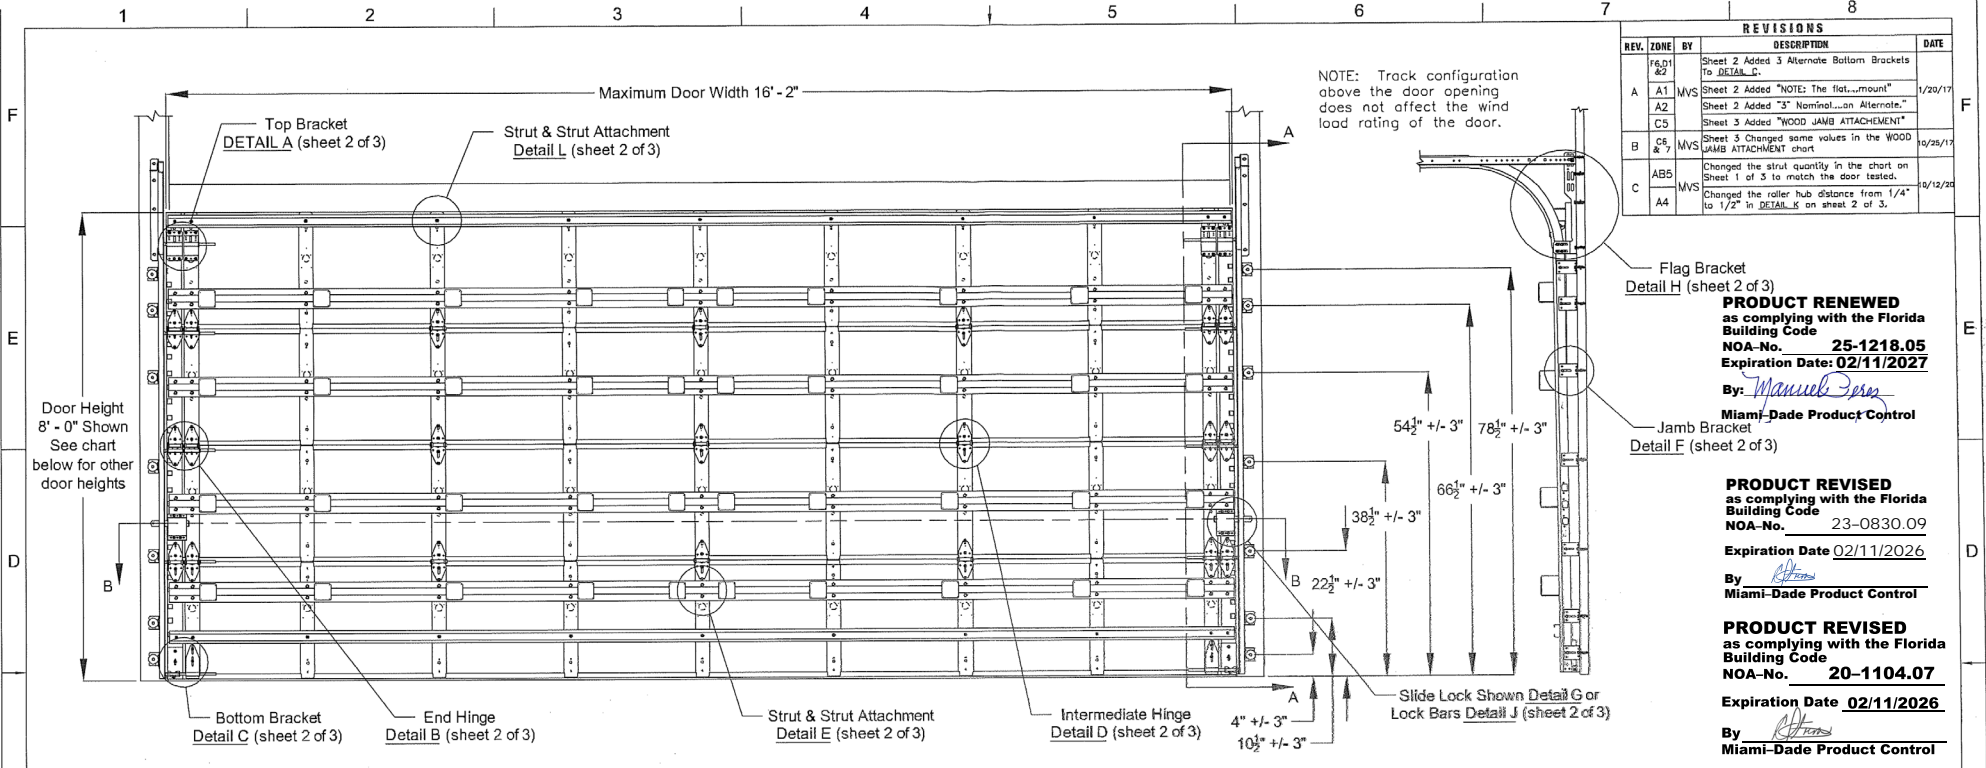 1 2 3 4 5 6 7 8
F
E
D
F
E
D
REVISIONS
REV. ZONE BY DESCRIPTION DATE
A F6,D1 &2 MVS Sheet 2 Added 3 Alternate Bottom Brackets
To DETAIL C. 1/20/17
A1 Sheet 2 Added "NOTE: The flat....mount"
A2 Sheet 2 Added "3" Nominal....an Alternate."
C5 Sheet 3 Added "WOOD JAMB ATTACHEMENT"
B C6 & 7 MVS Sheet 3 Changed some values in the WOOD
JAMB ATTACHMENT chart 10/25/17
C AB5 MVS Changed the strut quantity in the chart on
Sheet 1 of 3 to match the door tested. 10/12/20
A4 Changed the roller hub distance from 1/4"
to 1/2" in DETAIL K on sheet 2 of 3.
NOTE: Track configuration
above the door opening
does not affect the wind
load rating of the door.
Maximum Door Width 16' - 2"
Top Bracket
DETAIL A (sheet 2 of 3)
Strut & Strut Attachment
Detail L (sheet 2 of 3)
A
Flag Bracket
Detail H (sheet 2 of 3)
PRODUCT RENEWED
as complying with the Florida
Building Code
NOA–No. 25-1218.05
Expiration Date: 02/11/2027
By: Manuel Perez
Miami–Dade Product Control
Jamb Bracket
Detail F (sheet 2 of 3)
Door Height
8' - 0" Shown
See chart
below for other
door heights
54½" +/- 3"
78½" +/- 3"
66½" +/- 3"
38½" +/- 3"
22½" +/- 3"
B
B
PRODUCT REVISED
as complying with the Florida
Building Code
NOA–No. 23–0830.09
Expiration Date 02/11/2026
By
Miami–Dade Product Control
PRODUCT REVISED
as complying with the Florida
Building Code
NOA–No. 20–1104.07
Expiration Date 02/11/2026
By
Miami–Dade Product Control
Bottom Bracket
Detail C (sheet 2 of 3)
End Hinge
Detail B (sheet 2 of 3)
Strut & Strut Attachment
Detail E (sheet 2 of 3)
Intermediate Hinge
Detail D (sheet 2 of 3)
A
4" +/- 3"
10½" +/- 3"
Slide Lock Shown Detail G or
Lock Bars Detail J (sheet 2 of 3)